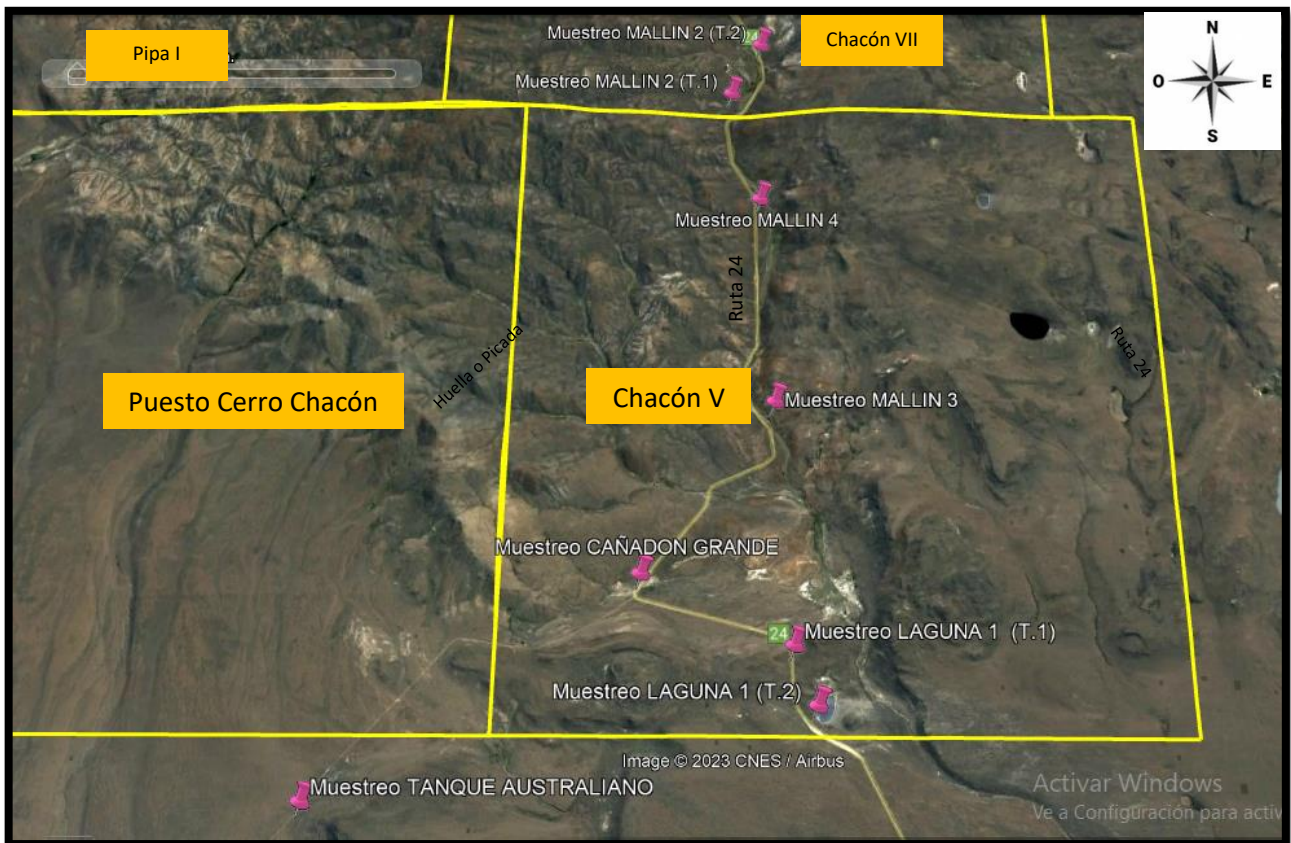 Muestreo MALLIN 2 (T.2)
24
Chacón VII
Pipa I
N
O
E
S
Muestreo MALLIN 2 (T.1)
Muestreo MALLIN 4
Ruta 24
Ruta 24
Huella o Picada
Puesto Cerro Chacón
Chacón V
Muestreo MALLIN 3
Muestreo CAÑADON GRANDE
24
Muestreo LAGUNA 1 (T.1)
Muestreo LAGUNA 1 (T.2)
Image © 2023 CNES / Airbus
Muestreo TANQUE AUSTRALIANO
Activar Windows
Ve a Configuración para activ